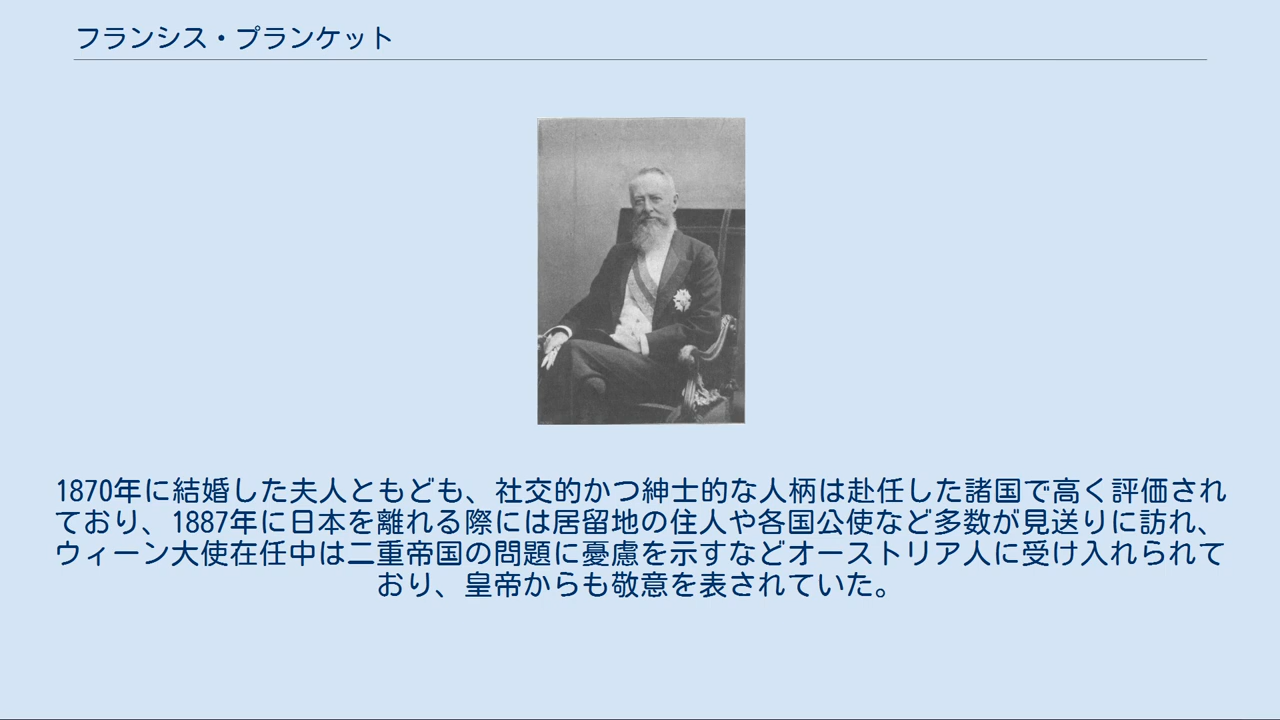 フランシス・プランケット
1870年に結婚した夫人ともども、社交的かつ紳士的な人柄は赴任した諸国で高く評価され
ており、1887年に日本を離れる際には居留地の住人や各国公使など多数が見送りに訪れ、
ウィーン大使在任中は二重帝国の問題に憂慮を示すなどオーストリア人に受け入れられて
おり、皇帝からも敬意を表されていた。